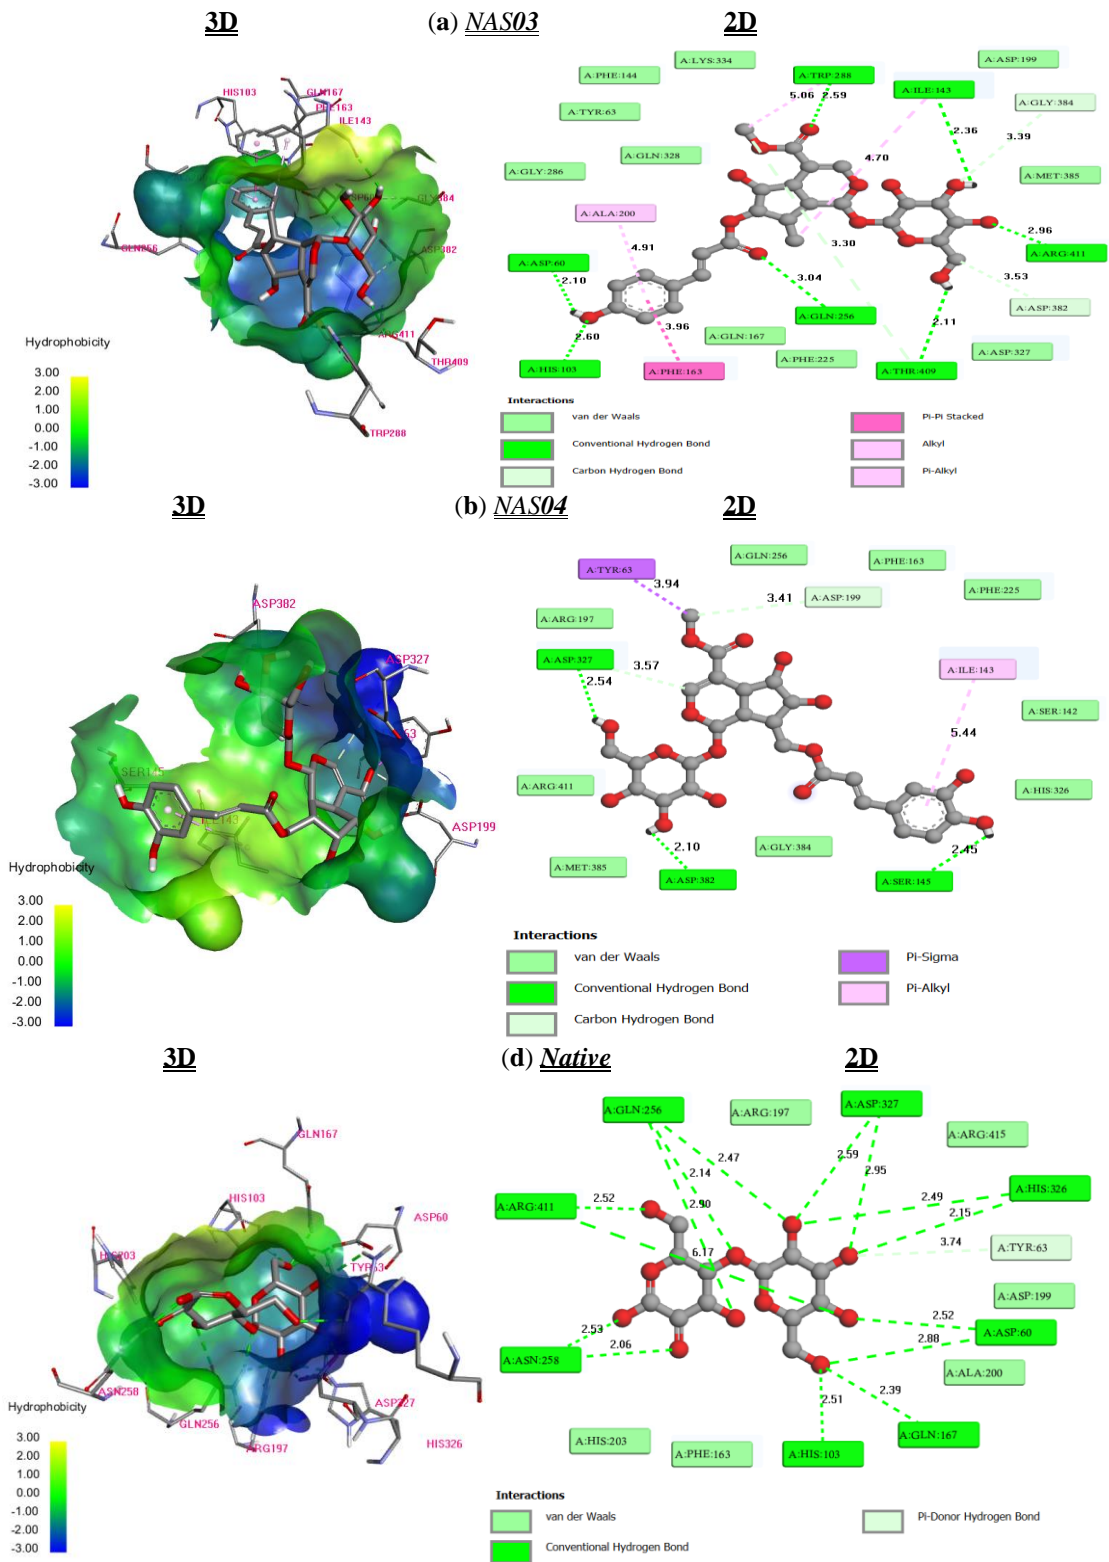 3D (a) NAS03 2D
HIS103
GLN167
PHE163
ILE143
GLY384
ASP382
GLN256
ARG411
THR409
TRP288
Hydrophobicity
3.00
2.00
1.00
0.00
-1.00
-2.00
-3.00
A:LYS:334
A:ASP:199
A:PHE:144
A:TRP:288
A:ILE:143
A:GLY:384
A:TYR:63
5.06
2.59
2.36
3.39
A:GLN:328
4.70
A:GLY:286
A:MET:385
A:ALA:200
2.96
3.30
4.91
A:ARG:411
A:ASP:60
3.04
3.53
2.10
A:GLN:256
A:ASP:382
3.96
2.11
2.60
A:GLN:167
A:PHE:225
A:ASP:327
A:HIS:103
A:PHE:163
A:THR:409
Interactions
van der Waals
Conventional Hydrogen Bond
Carbon Hydrogen Bond
Pi-Pi Stacked
Alkyl
Pi-Alkyl
3D (b) NAS04 2D
ASP382
ASP327
63
SER145
ILE143
ASP199
Hydrophobicity
3.00
2.00
1.00
0.00
-1.00
-2.00
-3.00
A:GLN:256
A:PHE:163
A:TYR:63
3.94
3.41
A:ASP:199
A:PHE:225
A:ARG:197
A:ASP:327
3.57
2.54
A:ILE:143
A:SER:142
5.44
A:ARG:411
A:HIS:326
2.10
A:GLY:384
2.45
A:MET:385
A:ASP:382
A:SER:145
Interactions
van der Waals
Conventional Hydrogen Bond
Carbon Hydrogen Bond
Pi-Sigma
Pi-Alkyl
3D (d) Native 2D
GLN167
HIS103
ASP60
HIS203
TYR63
ASN258
GLN256
ARG197
ASP327
HIS326
Hydrophobicity
3.00
2.00
1.00
0.00
-1.00
-2.00
-3.00
A:GLN:256
A:ARG:197
A:ASP:327
A:ARG:415
2.47
2.59
2.14
2.95
A:HIS:326
A:ARG:411
2.52
2.90
2.49
2.15
3.74
A:TYR:63
6.17
A:ASP:199
2.52
A:ASP:60
2.53
2.88
A:ASN:258
2.06
A:ALA:200
2.39
2.51
A:GLN:167
A:HIS:203
A:PHE:163
A:HIS:103
Interactions
van der Waals
Conventional Hydrogen Bond
Pi-Donor Hydrogen Bond